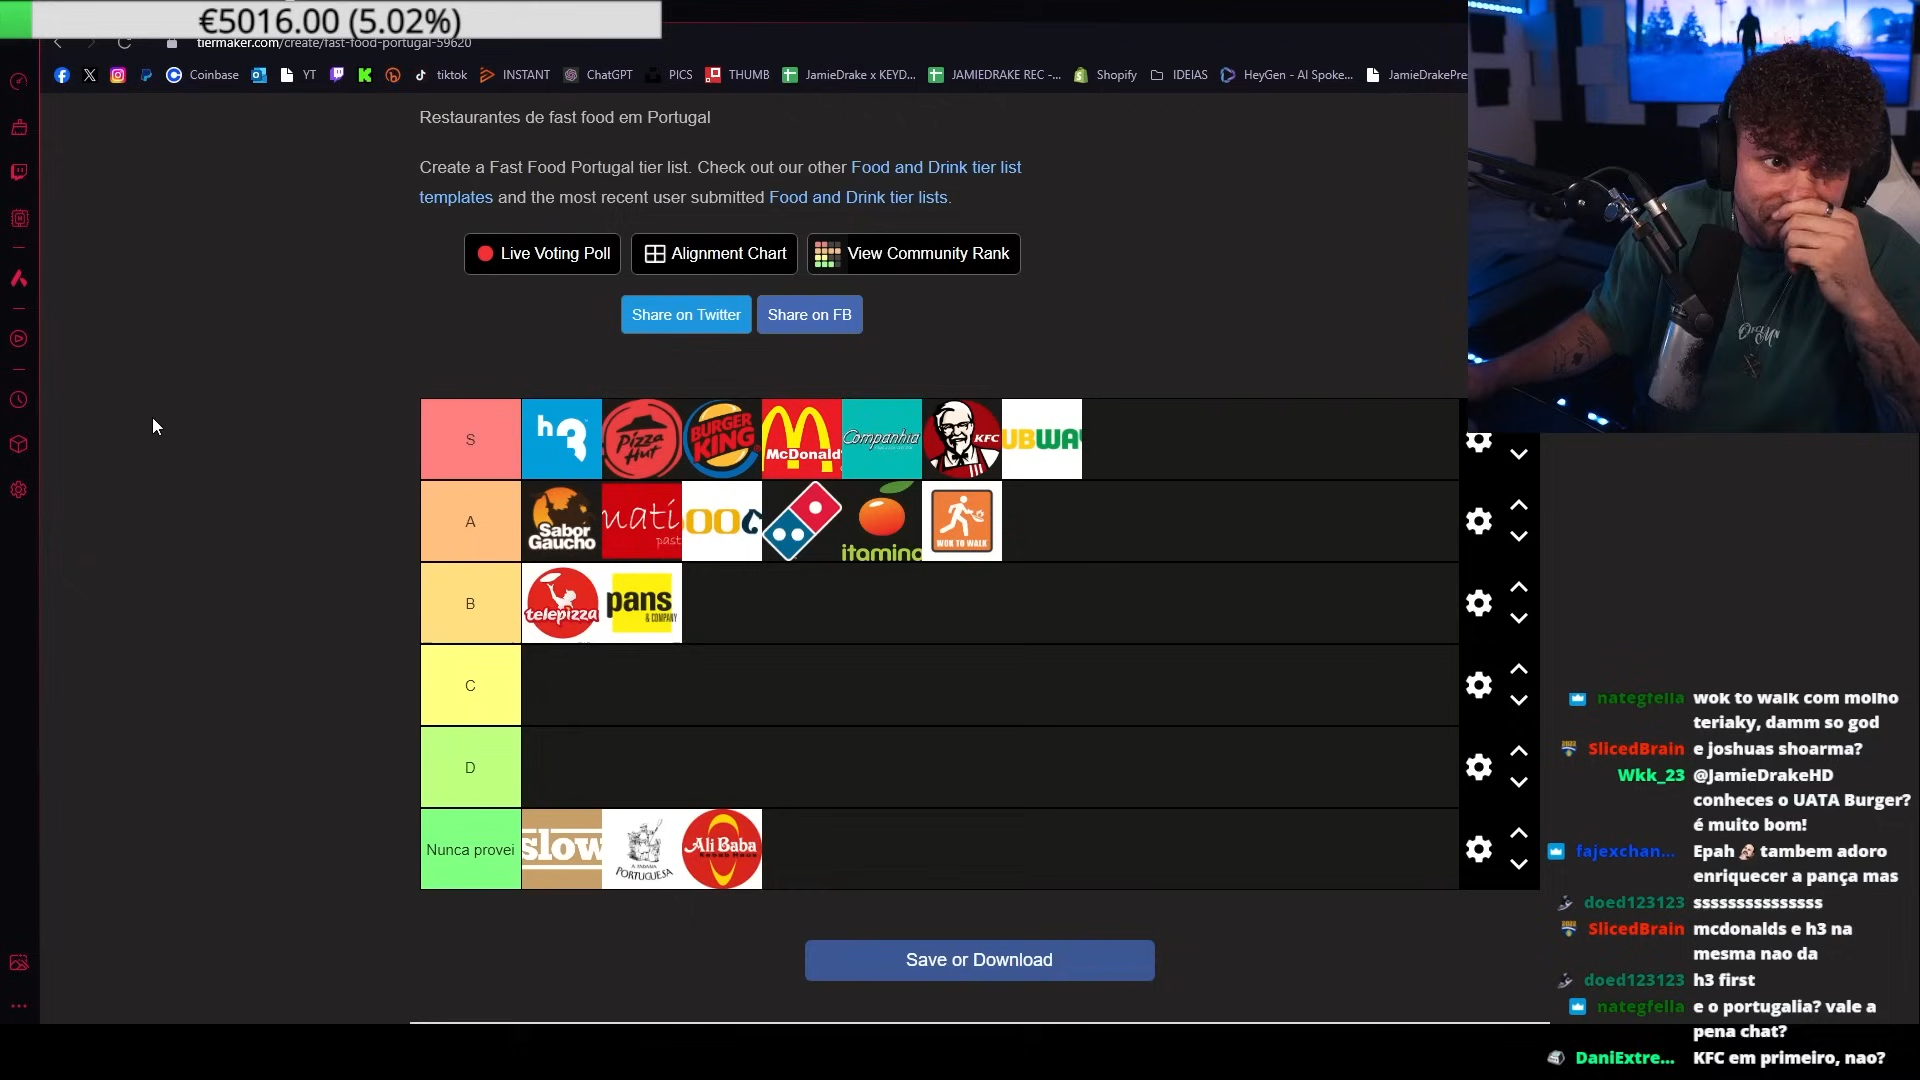 €5016.00 (5.02%)
tiermaker.com/create/fast-food-portugal-59620
Coinbase
YT
tiktok
INSTANT
ChatGPT
PICS
THUMB
JamieDrake x KEYD...
JAMIEDRAKE REC -...
Shopify
IDEIAS
HeyGen - AI Spoke...
JamieDrakePre
Restaurantes de fast food em Portugal
Create a Fast Food Portugal tier list. Check out our other Food and Drink tier list
templates and the most recent user submitted Food and Drink tier lists.
Live Voting Poll
Alignment Chart
View Community Rank
Share on Twitter
Share on FB
S
h3
Pizza Hut
BURGER KING
McDonald'
Companhia
KFC
UBWA
A
Sabor Gaucho
nati
past
OO
itamina
WOK TO WALK
B
telepizza
pans
& COMPANY
C
D
Nunca provei
slow
PORTUGUESA
Ali Baba
Kebab Haus
Save or Download
nategfella wok to walk com molho
teriaky, damm so god
SlicedBrain e joshuas shoarma?
Wkk_23 @JamieDrakeHD
conheces o UATA Burger?
é muito bom!
fajexchan... Epah tambem adoro
enriquecer a pança mas
doed123123 sssssssssssssss
SlicedBrain mcdonalds e h3 na
mesma nao da
doed123123 h3 first
nategfella e o portugalia? vale a
pena chat?
DaniExtre... KFC em primeiro, nao?